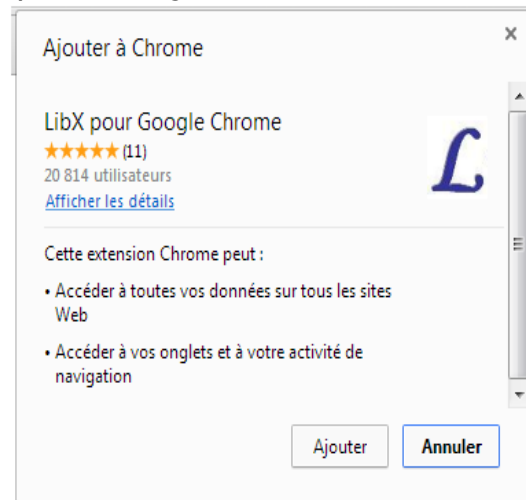 Ajouter à Chrome
LibX pour Google Chrome
(11)
20 814 utilisateurs
Afficher les détails
L
Cette extension Chrome peut :
• Accéder à toutes vos données sur tous les sites
Web
• Accéder à vos onglets et à votre activité de
navigation
Ajouter
Annuler